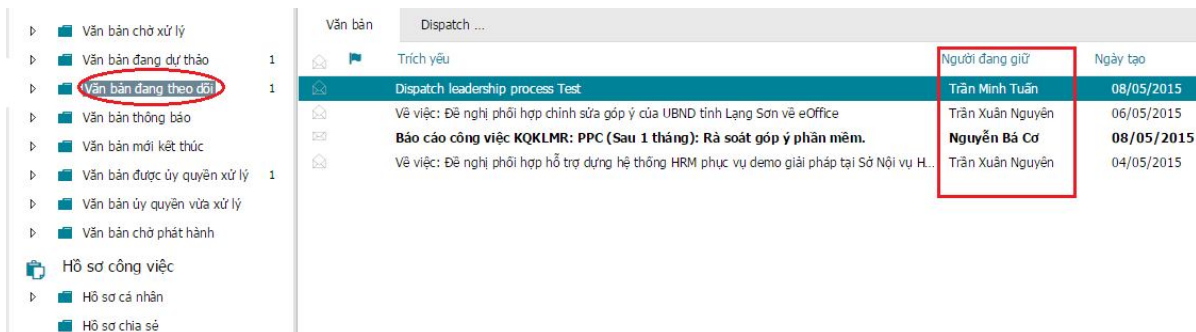 Văn bản chờ xử lý
Văn bản đang dự thảo 1
Văn bản đang theo dõi 1
Văn bản thông báo
Văn bản mới kết thúc
Văn bản được ủy quyền xử lý 1
Văn bản ủy quyền vừa xử lý
Văn bản chờ phát hành
Hồ sơ công việc
Hồ sơ cá nhân
Hồ sơ chia sẻ
Văn bản Dispatch ...
Trích yếu Người đang giữ Ngày tạo
Dispatch leadership process Test Trần Minh Tuấn 08/05/2015
Về việc: Đề nghị phối hợp chỉnh sửa góp ý của UBND tỉnh Lạng Sơn về eOffice Trần Xuân Nguyên 06/05/2015
Báo cáo công việc KQKLMR: PPC (Sau 1 tháng): Rà soát góp ý phần mềm. Nguyễn Bá Cơ 08/05/2015
Về việc: Đề nghị phối hợp hỗ trợ dựng hệ thống HRM phục vụ demo giải pháp tại Sở Nội vụ H... Trần Xuân Nguyên 04/05/2015